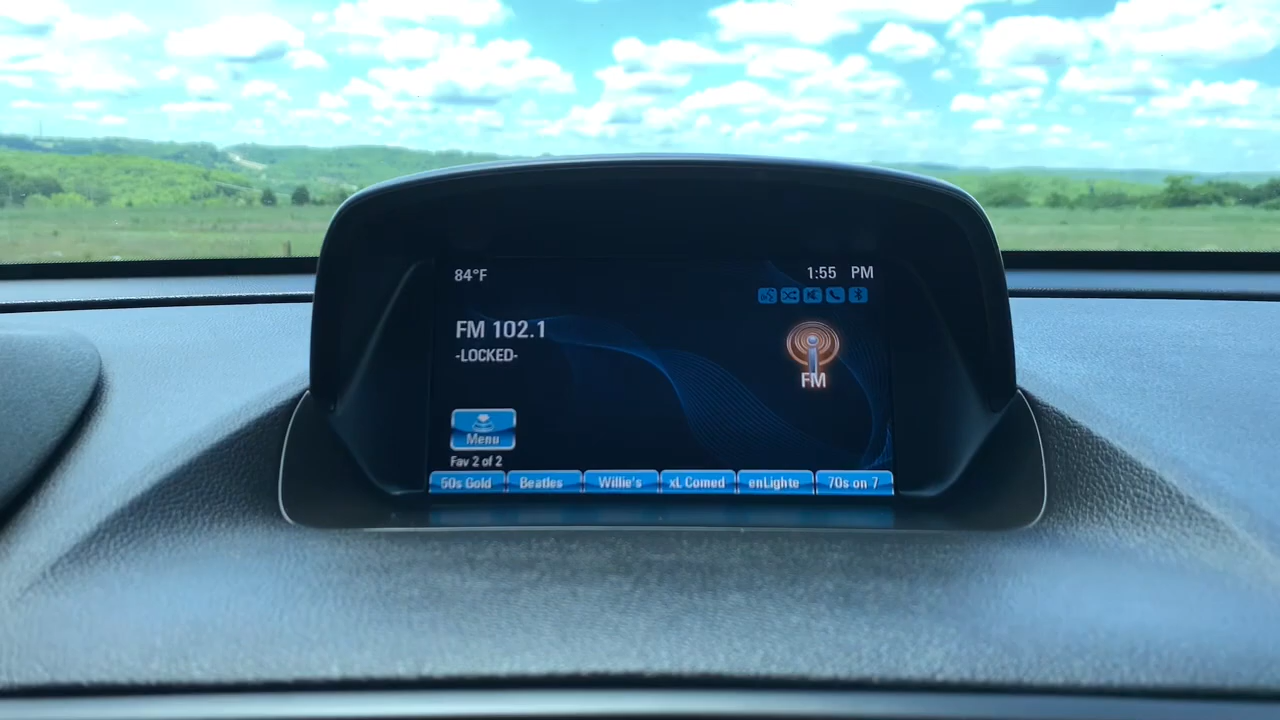 84°F 1:55 PM
FM 102.1
-LOCKED-
FM
Menu
Fav 2 of 2
50s Gold Beatles Willie's xL Comed enLighte 70s on 7